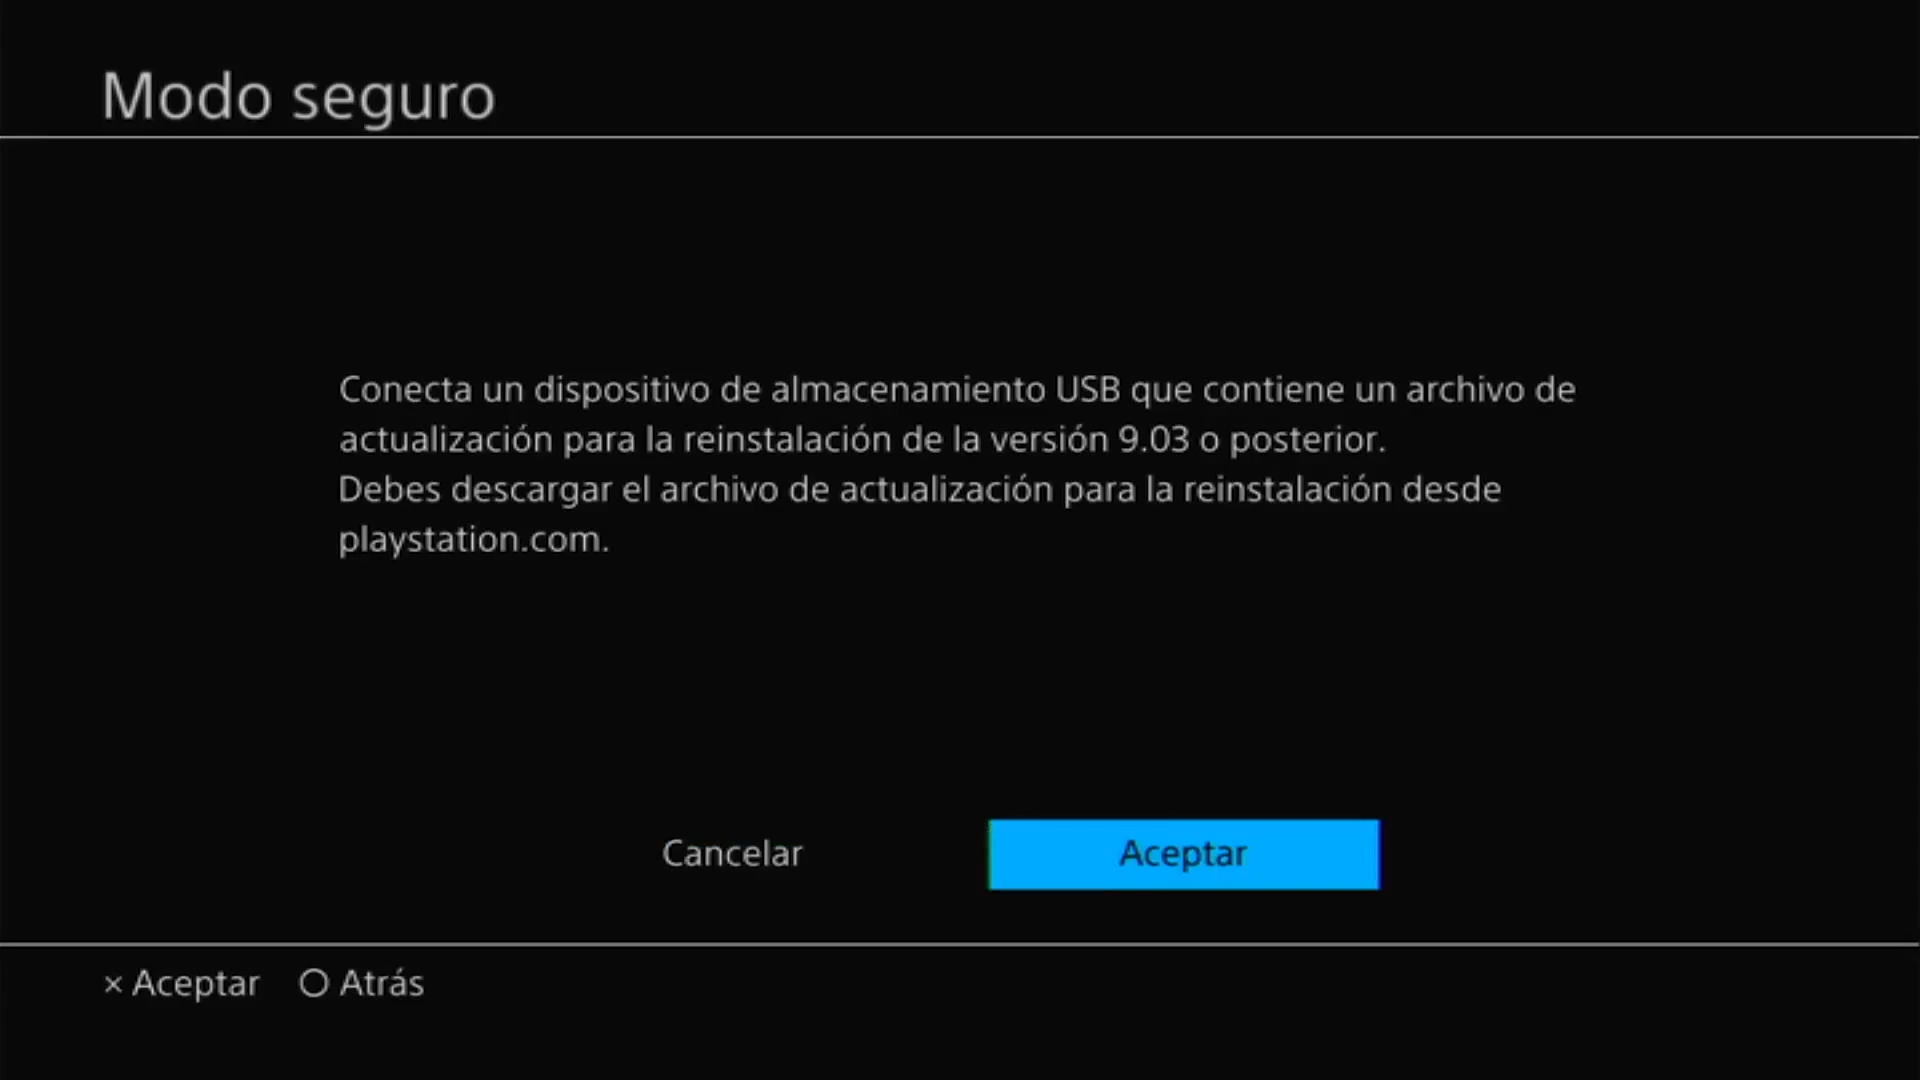 Modo seguro
Conecta un dispositivo de almacenamiento USB que contiene un archivo de
actualización para la reinstalación de la versión 9.03 o posterior.
Debes descargar el archivo de actualización para la reinstalación desde
playstation.com.
Cancelar Aceptar
× Aceptar ○ Atrás